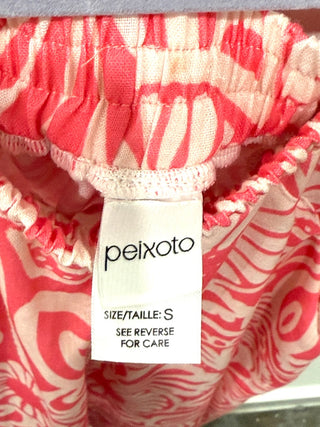 peixoto
SIZE/TAILLE: S
SEE REVERSE
FOR CARE